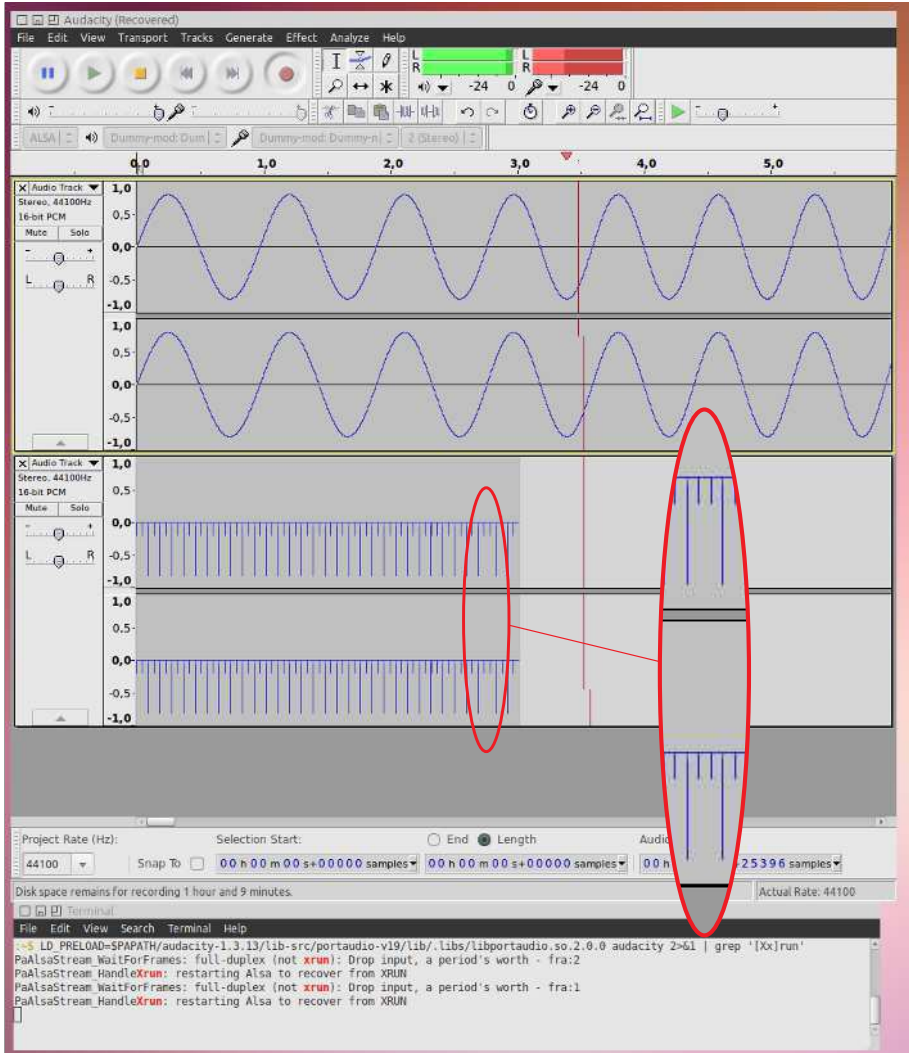 Audacity (Recovered)
File Edit View Transport Tracks Generate Effect Analyze Help
L
R
-24 0
L
R
-24 0
ALSA Dummy-mod: Dum Dummy-mod: Dummy-n 2 (Stereo)
0,0 1,0 2,0 3,0 4,0 5,0
X Audio Track
Stereo, 44100Hz
16-bit PCM
Mute Solo
- +
L R
1,0
0,5-
0,0-
-0,5-
-1,0
1,0
0,5-
0,0-
-0,5-
-1,0
X Audio Track
Stereo, 44100Hz
16-bit PCM
Mute Solo
- +
L R
1,0
0,5-
0,0-
-0,5-
-1,0
1,0
0,5-
0,0-
-0,5-
-1,0
Project Rate (Hz): Selection Start: End Length Audio
44100 Snap To 00 h 00 m 00 s+00000 samples 00 h 00 m 00 s+00000 samples 00 h 25396 samples
Disk space remains for recording 1 hour and 9 minutes. Actual Rate: 44100
Terminal
File Edit View Search Terminal Help
:~$ LD_PRELOAD=$PAPATH/audacity-1.3.13/lib-src/portaudio-v19/lib/.libs/libportaudio.so.2.0.0 audacity 2>&1 | grep '[Xx]run'
PaAlsaStream_WaitForFrames: full-duplex (not xrun): Drop input, a period's worth - fra:2
PaAlsaStream_HandleXrun: restarting Alsa to recover from XRUN
PaAlsaStream_WaitForFrames: full-duplex (not xrun): Drop input, a period's worth - fra:1
PaAlsaStream_HandleXrun: restarting Alsa to recover from XRUN